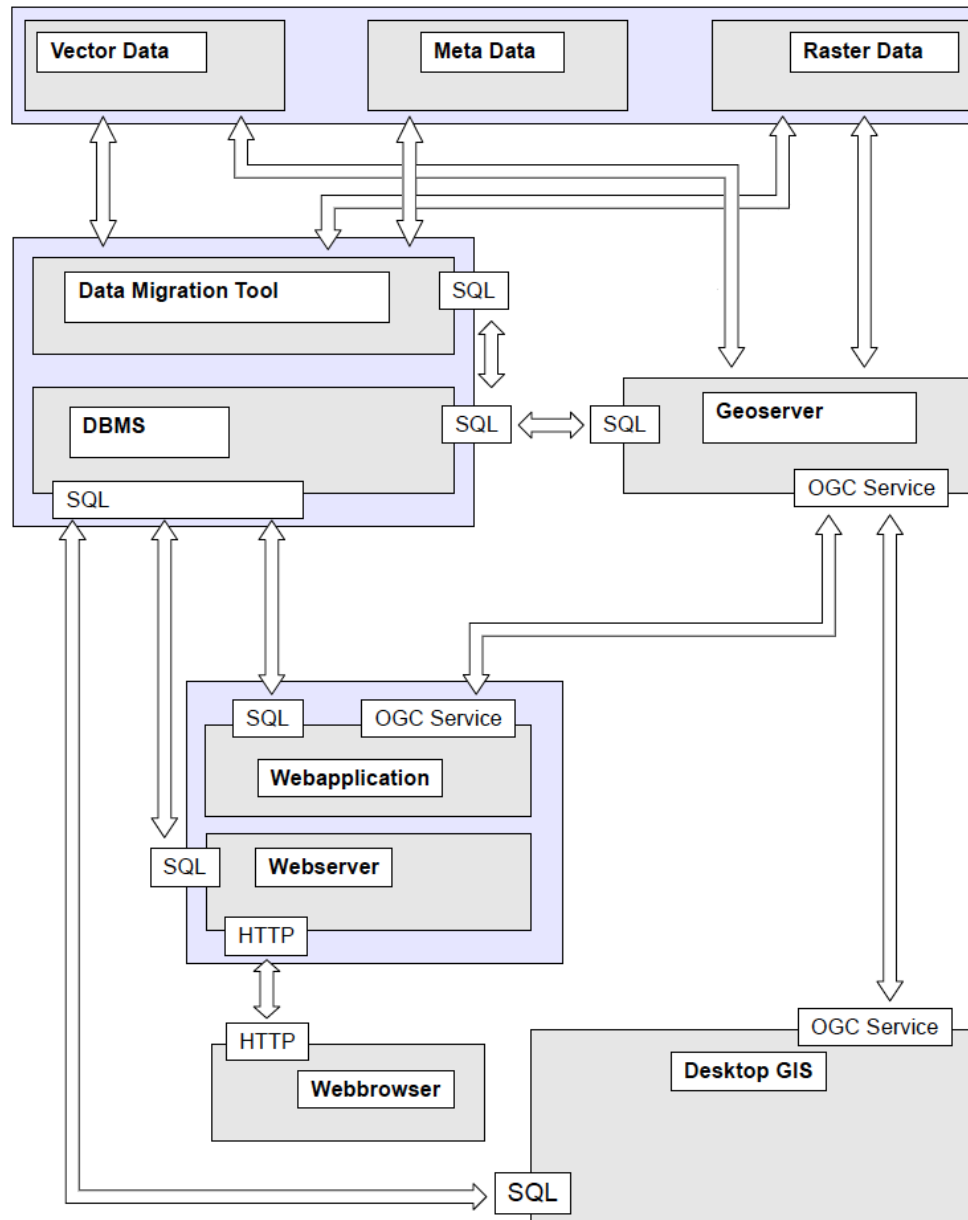 Vector Data
Meta Data
Raster Data
Data Migration Tool
SQL
DBMS
SQL
SQL
Geoserver
SQL
OGC Service
SQL
OGC Service
Webapplication
SQL
Webserver
HTTP
HTTP
Webbrowser
OGC Service
Desktop GIS
SQL